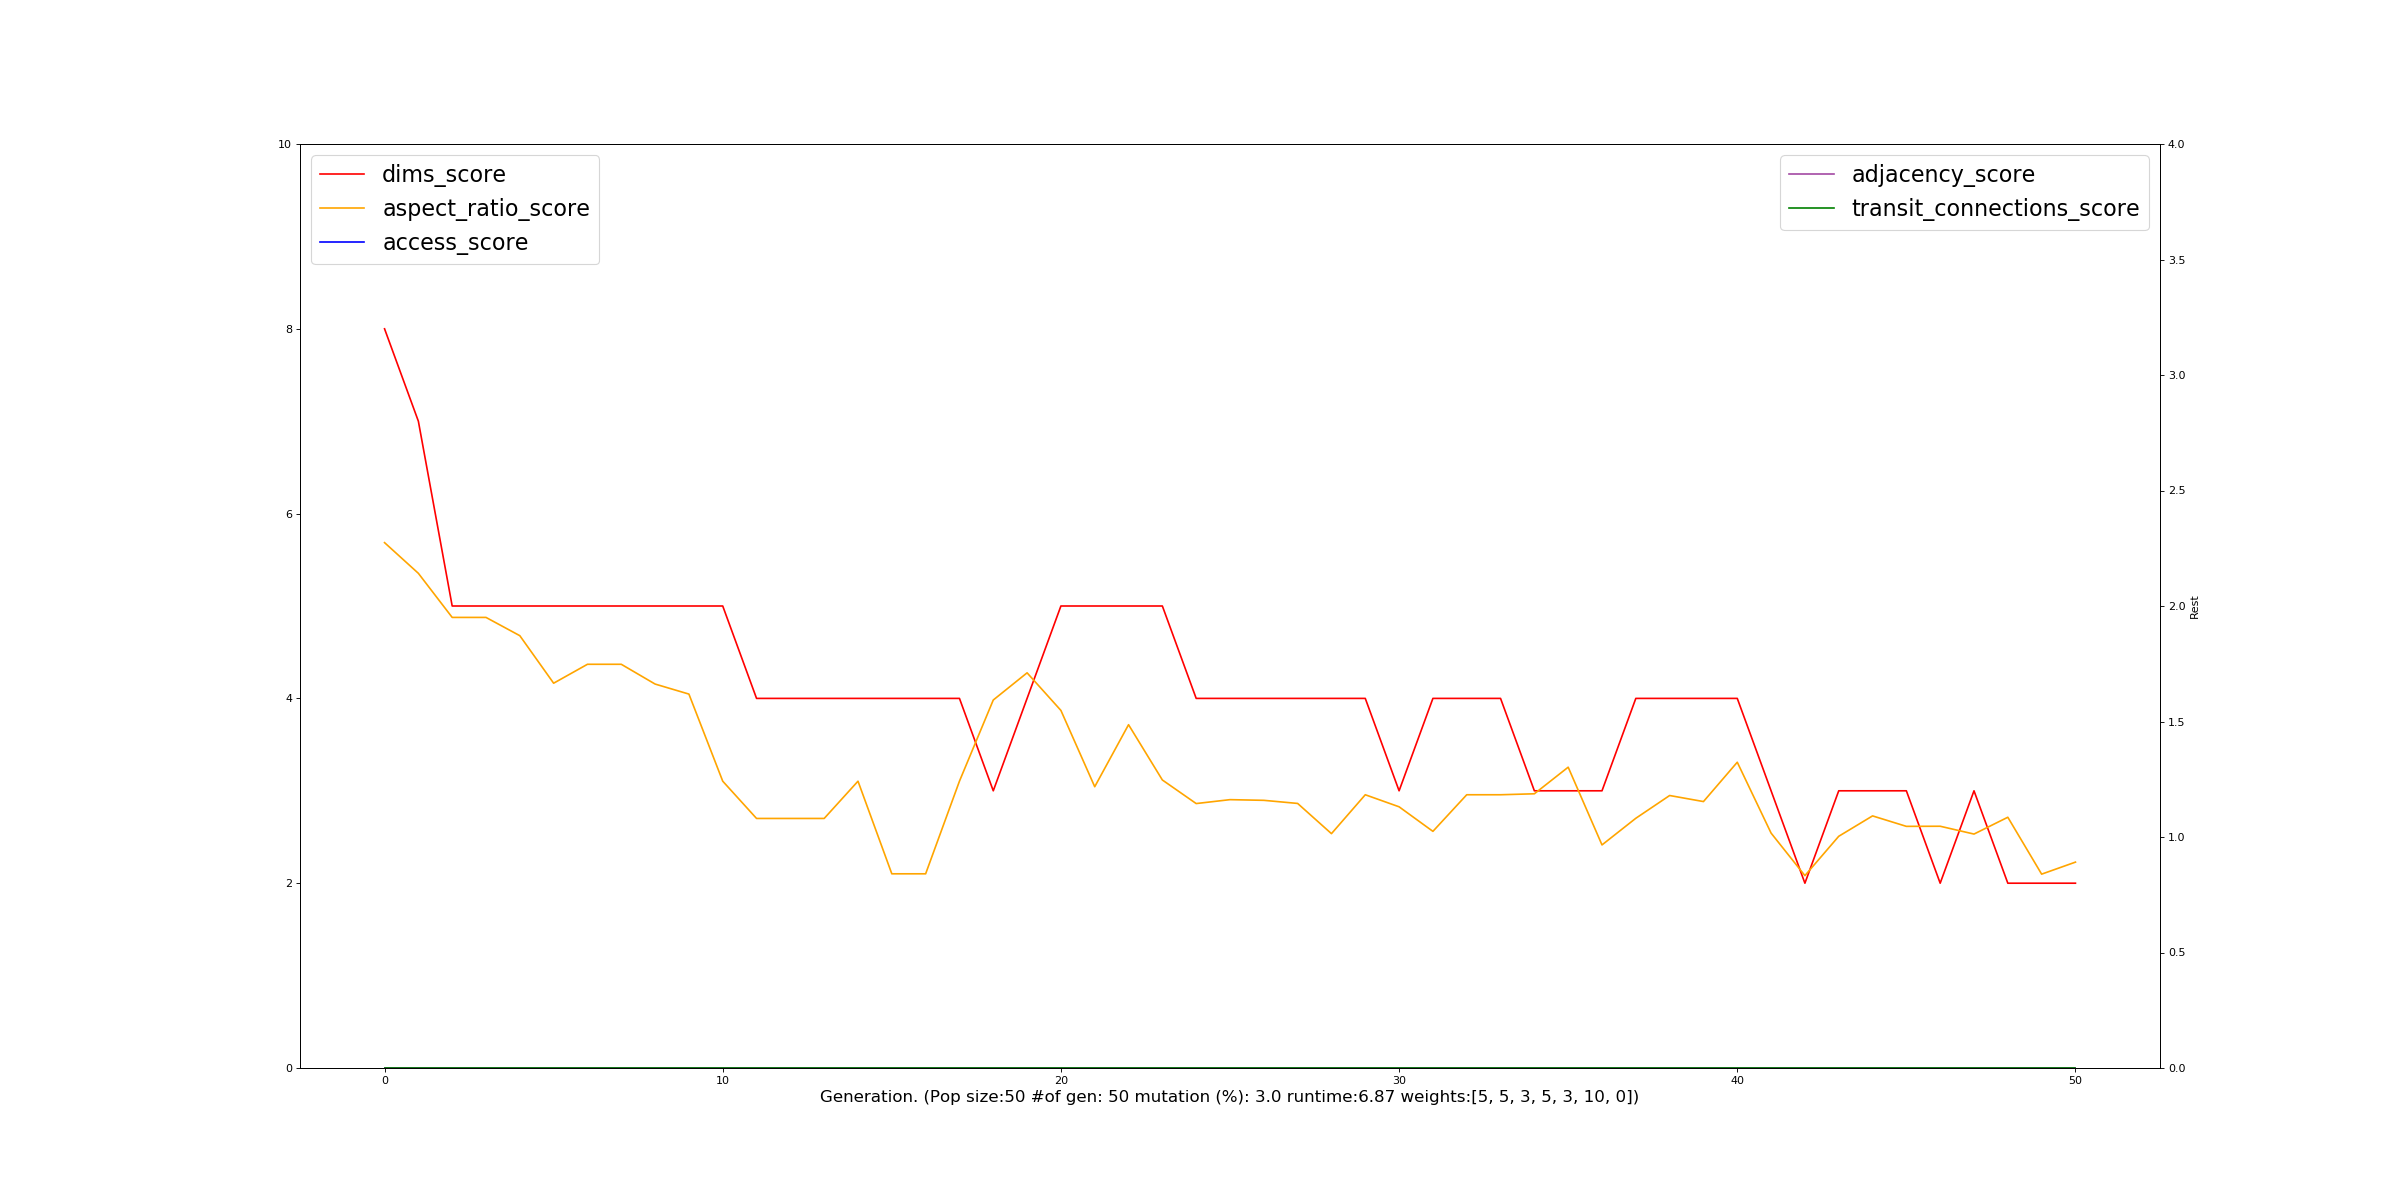 dims_score
aspect_ratio_score
access_score
adjacency_score
transit_connections_score
10
8
6
4
2
0
4.0
3.5
3.0
2.5
2.0
1.5
1.0
0.5
0.0
Rest
0 10 20 30 40 50
Generation. (Pop size:50 #of gen: 50 mutation (%): 3.0 runtime:6.87 weights:[5, 5, 3, 5, 3, 10, 0])